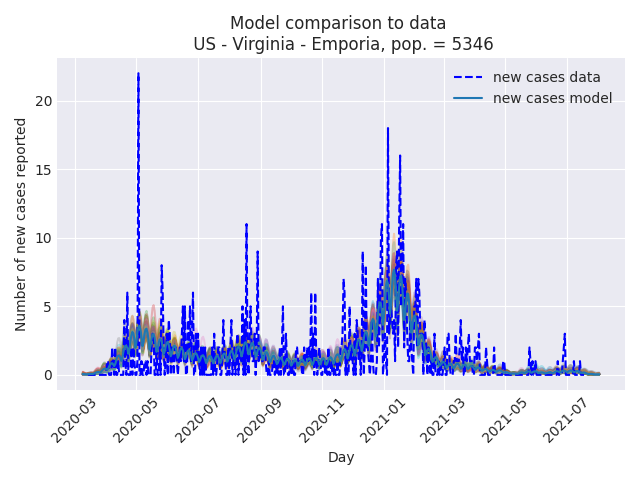 Model comparison to data
US - Virginia - Emporia, pop. = 5346
new cases data
new cases model
Number of new cases reported
20
15
10
5
0
2020-03
2020-05
2020-07
2020-09
2020-11
2021-01
2021-03
2021-05
2021-07
Day